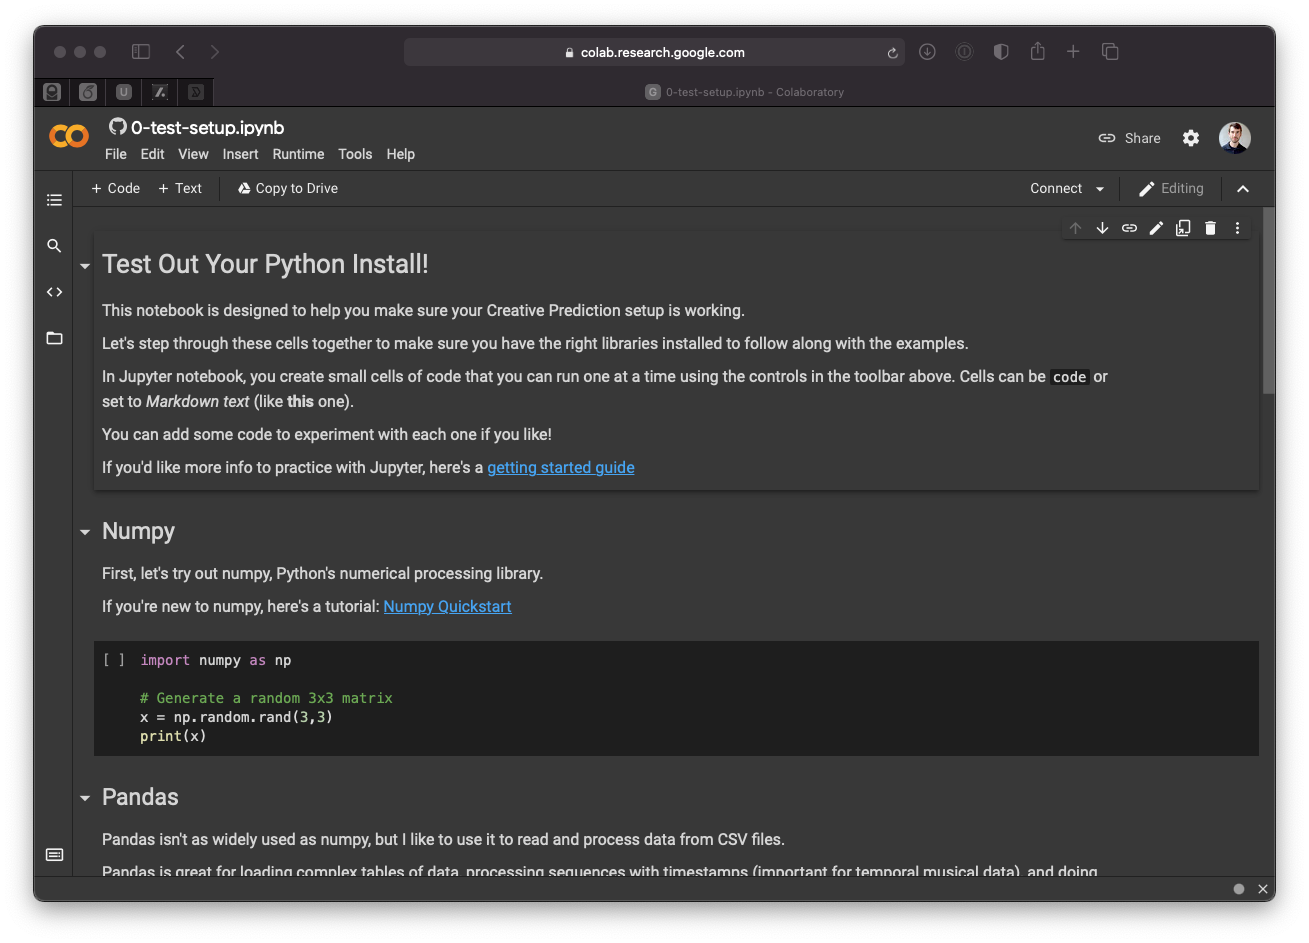 colab.research.google.com
U
G 0-test-setup.ipynb - Colaboratory
0-test-setup.ipynb
Share
File Edit View Insert Runtime Tools Help
+ Code + Text Copy to Drive Connect Editing
Test Out Your Python Install!
This notebook is designed to help you make sure your Creative Prediction setup is working.
Let's step through these cells together to make sure you have the right libraries installed to follow along with the examples.
In Jupyter notebook, you create small cells of code that you can run one at a time using the controls in the toolbar above. Cells can be code or
set to Markdown text (like this one).
You can add some code to experiment with each one if you like!
If you'd like more info to practice with Jupyter, here's a getting started guide
Numpy
First, let's try out numpy, Python's numerical processing library.
If you're new to numpy, here's a tutorial: Numpy Quickstart
[ ] import numpy as np
# Generate a random 3x3 matrix
x = np.random.rand(3,3)
print(x)
Pandas
Pandas isn't as widely used as numpy, but I like to use it to read and process data from CSV files.
Pandas is great for loading complex tables of data, processing sequences with timestamps (important for temporal musical data), and doing